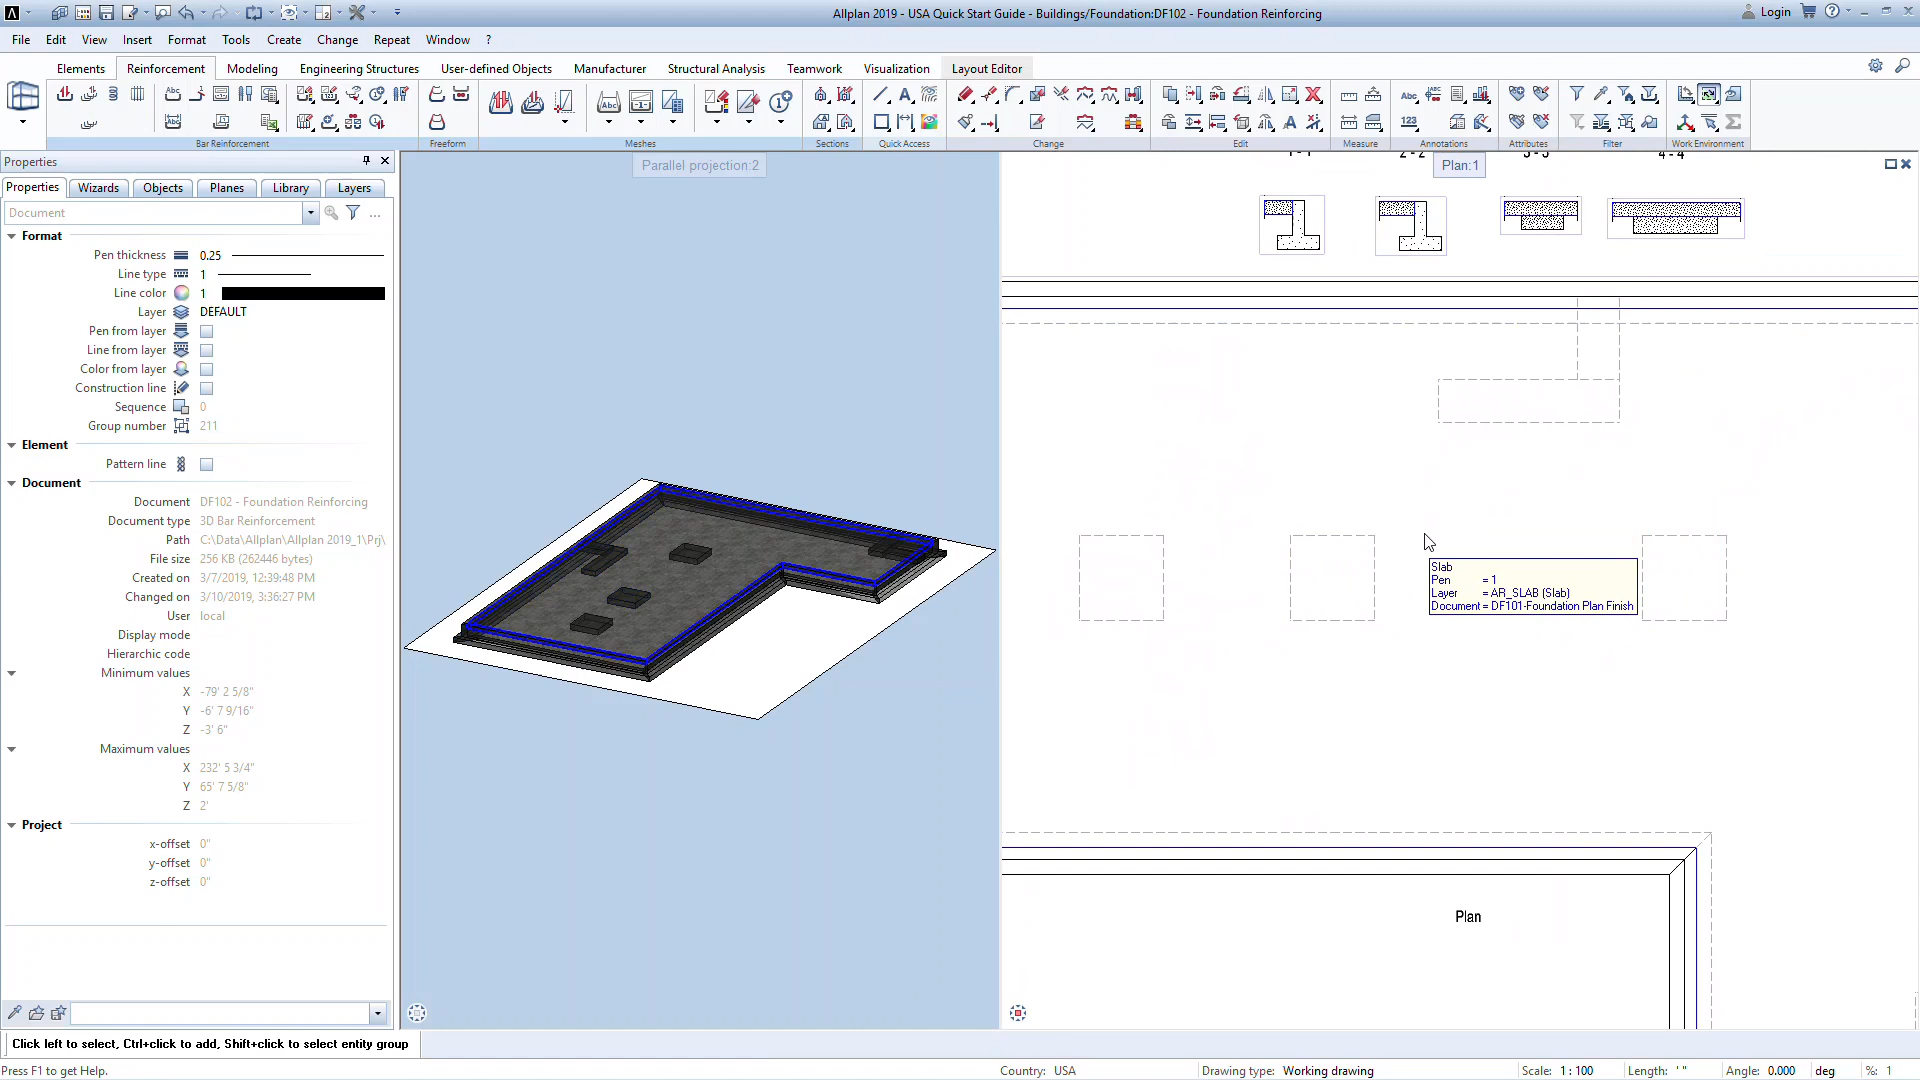 Allplan 2019 - USA Quick Start Guide - Buildings/Foundation:DF102 - Foundation Reinforcing
Login
File Edit View Insert Format Tools Create Change Repeat Window ?
Elements Reinforcement Modeling Engineering Structures User-defined Objects Manufacturer Structural Analysis Teamwork Visualization Layout Editor
Bar Reinforcement Freeform Meshes Sections Quick Access Change Edit Measure Annotations Attributes Filter Work Environment
Properties
Properties Wizards Objects Planes Library Layers
Document
Format
Pen thickness 0.25
Line type 1
Line color 1
Layer DEFAULT
Pen from layer
Line from layer
Color from layer
Construction line
Sequence 0
Group number 211
Element
Pattern line
Document
Document DF102 - Foundation Reinforcing
Document type 3D Bar Reinforcement
Path C:\Data\Allplan\Allplan 2019_1\Prj\
File size 256 KB (262446 bytes)
Created on 3/7/2019, 12:39:48 PM
Changed on 3/10/2019, 3:36:27 PM
User local
Display mode
Hierarchic code
Minimum values
X -79' 2 5/8"
Y -6' 7 9/16"
Z -3' 6"
Maximum values
X 232' 5 3/4"
Y 65' 7 5/8"
Z 2'
Project
x-offset 0"
y-offset 0"
z-offset 0"
Parallel projection:2
Plan:1
1-1 2-2 3-3 4-4
Slab
Pen = 1
Layer = AR_SLAB (Slab)
Document = DF101-Foundation Plan Finish
Plan
Click left to select, Ctrl+click to add, Shift+click to select entity group
Press F1 to get Help.
Country: USA Drawing type: Working drawing Scale: 1 : 100 Length: ' " Angle: 0.000 deg %: 1